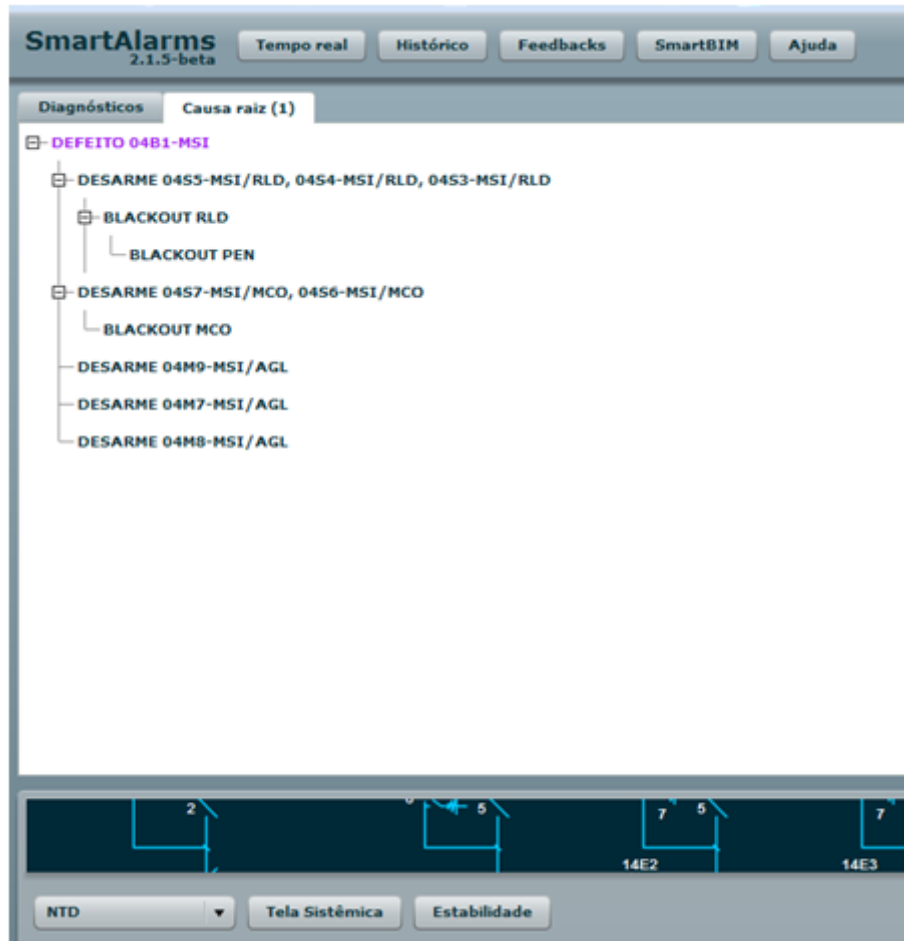 SmartAlarms
2.1.5-beta
Tempo real
Histórico
Feedbacks
SmartBIM
Ajuda
Diagnósticos
Causa raiz (1)
DEFEITO 04B1-MSI
DESARME 04S5-MSI/RLD, 04S4-MSI/RLD, 04S3-MSI/RLD
BLACKOUT RLD
BLACKOUT PEN
DESARME 04S7-MSI/MCO, 04S6-MSI/MCO
BLACKOUT MCO
DESARME 04M9-MSI/AGL
DESARME 04M7-MSI/AGL
DESARME 04M8-MSI/AGL
2
5
7
5
7
14E2
14E3
NTD
Tela Sistêmica
Estabilidade